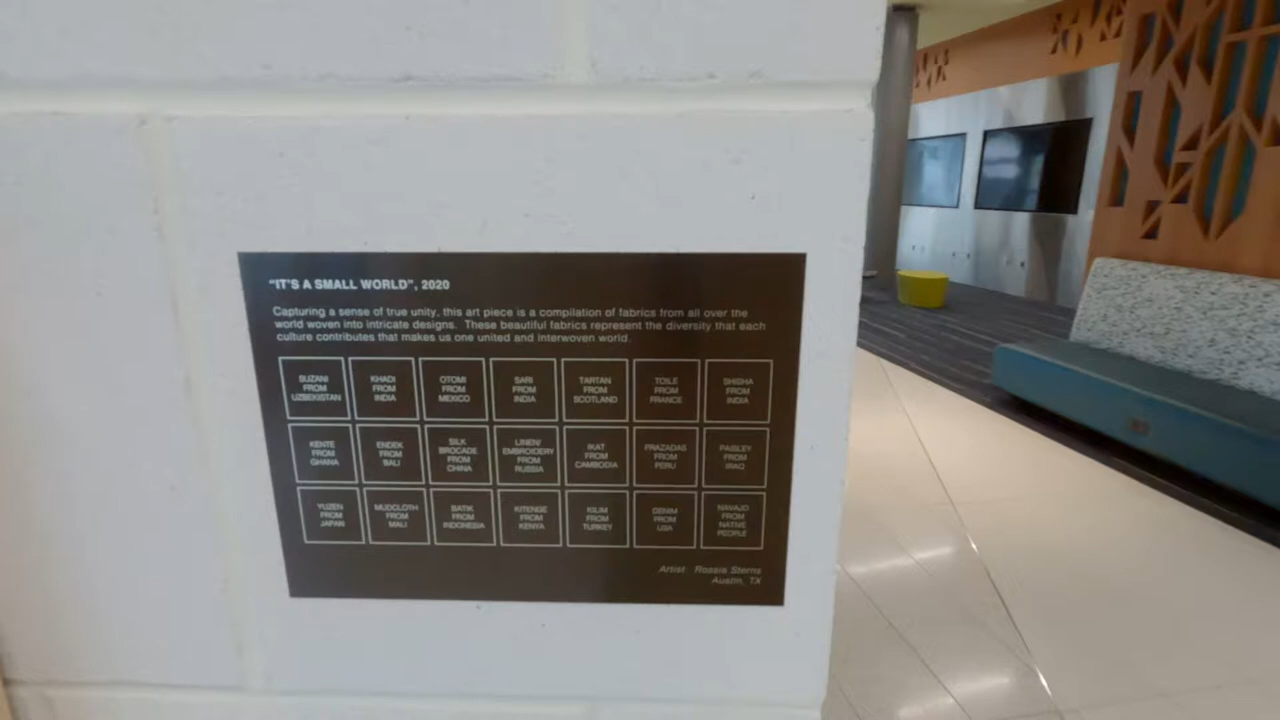 "IT'S A SMALL WORLD", 2020
Capturing a sense of true unity, this art piece is a compilation of fabrics from all over the
world woven into intricate designs. These beautiful fabrics represent the diversity that each
culture contributes that makes us one united and interwoven world.
SUZANI
FROM
UZBEKISTAN
KHADI
FROM
INDIA
OTOMI
FROM
MEXICO
SARI
FROM
INDIA
TARTAN
FROM
SCOTLAND
TOILE
FROM
FRANCE
SHISHA
FROM
INDIA
KENTE
FROM
GHANA
ENDEK
FROM
BALI
SILK
BROCADE
FROM
CHINA
LINEN/
EMBROIDERY
FROM
RUSSIA
IKAT
FROM
CAMBODIA
FRAZADAS
FROM
PERU
PAISLEY
FROM
IRAQ
YUZEN
FROM
JAPAN
MUDCLOTH
FROM
MALI
BATIK
FROM
INDONESIA
KITENGE
FROM
KENYA
KILIM
FROM
TURKEY
DENIM
FROM
USA
NAVAJO
FROM
NATIVE
PEOPLE
Artist Rossie Sterns
Austin, TX